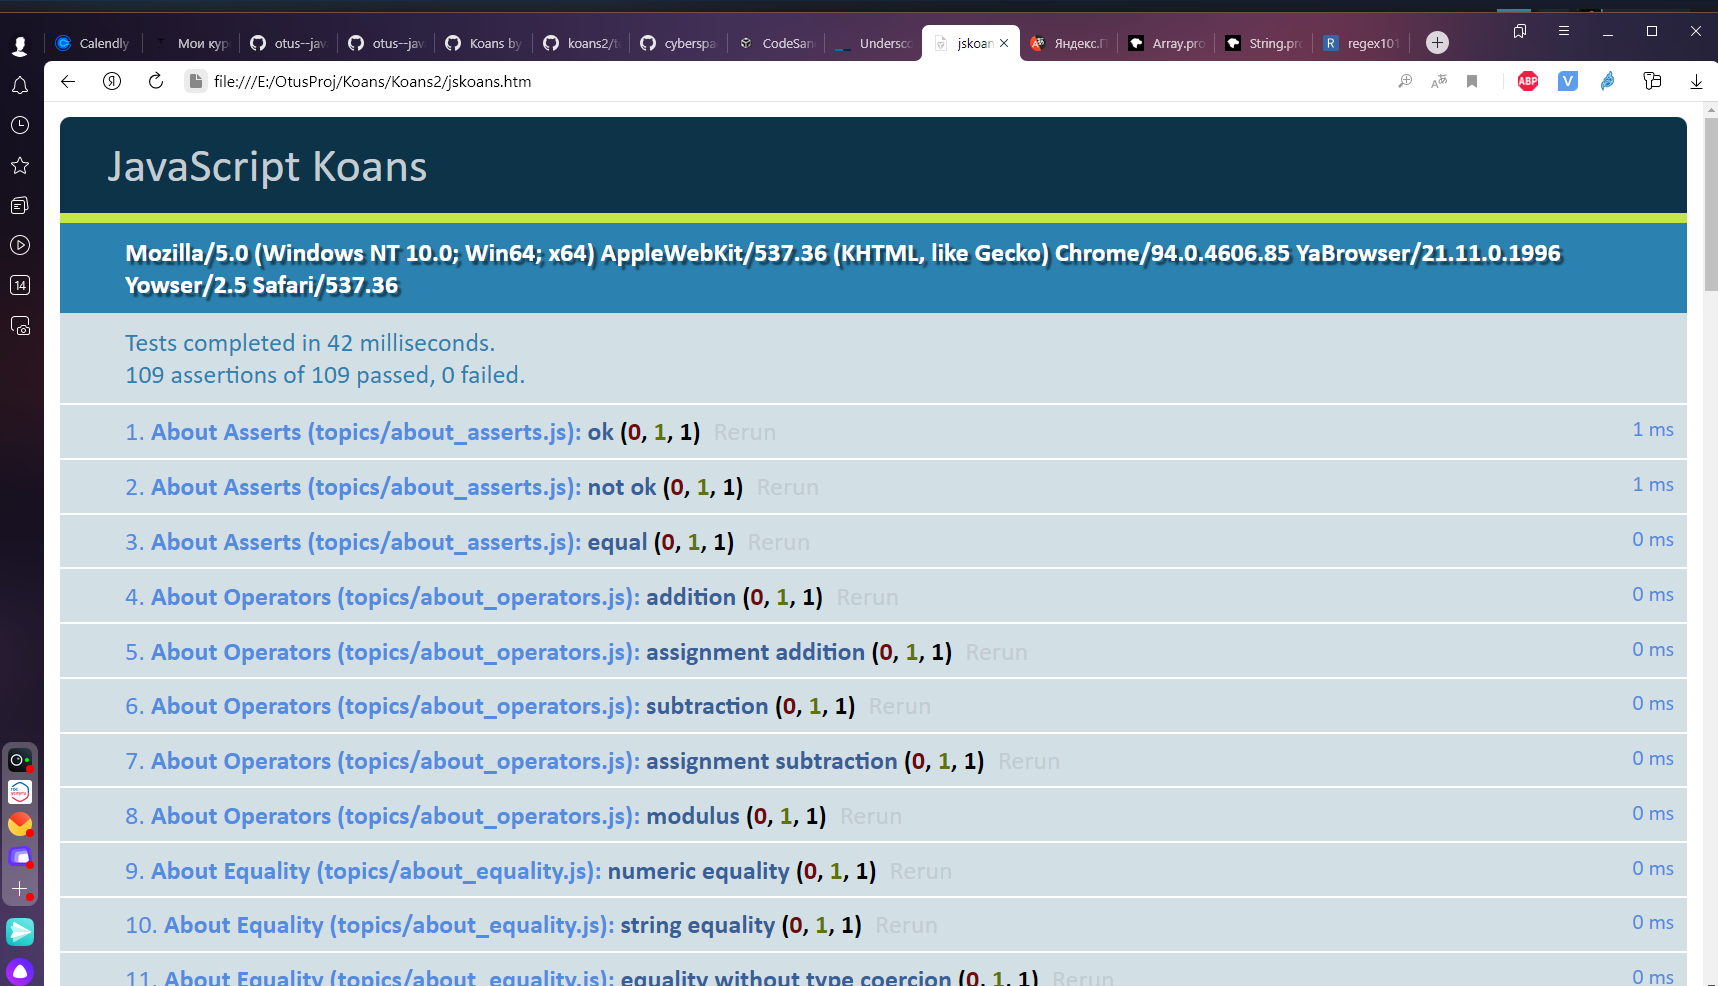 Calendly
Мои кур
otus--jav
otus--jav
Koans by
koans2/t
cyberspa
CodeSan
Undersco
jskoan
Яндекс.П
Array.pro
String.pro
regex101
file:///E:/OtusProj/Koans/Koans2/jskoans.htm
ABP
14
JavaScript Koans
Mozilla/5.0 (Windows NT 10.0; Win64; x64) AppleWebKit/537.36 (KHTML, like Gecko) Chrome/94.0.4606.85 YaBrowser/21.11.0.1996
Yowser/2.5 Safari/537.36
Tests completed in 42 milliseconds.
109 assertions of 109 passed, 0 failed.
1. About Asserts (topics/about_asserts.js): ok (0, 1, 1) Rerun 1 ms
2. About Asserts (topics/about_asserts.js): not ok (0, 1, 1) Rerun 1 ms
3. About Asserts (topics/about_asserts.js): equal (0, 1, 1) Rerun 0 ms
4. About Operators (topics/about_operators.js): addition (0, 1, 1) Rerun 0 ms
5. About Operators (topics/about_operators.js): assignment addition (0, 1, 1) Rerun 0 ms
6. About Operators (topics/about_operators.js): subtraction (0, 1, 1) Rerun 0 ms
7. About Operators (topics/about_operators.js): assignment subtraction (0, 1, 1) Rerun 0 ms
8. About Operators (topics/about_operators.js): modulus (0, 1, 1) Rerun 0 ms
9. About Equality (topics/about_equality.js): numeric equality (0, 1, 1) Rerun 0 ms
10. About Equality (topics/about_equality.js): string equality (0, 1, 1) Rerun 0 ms
11. About Equality (topics/about_equality.js): equality without type coercion (0, 1, 1) Rerun 0 ms